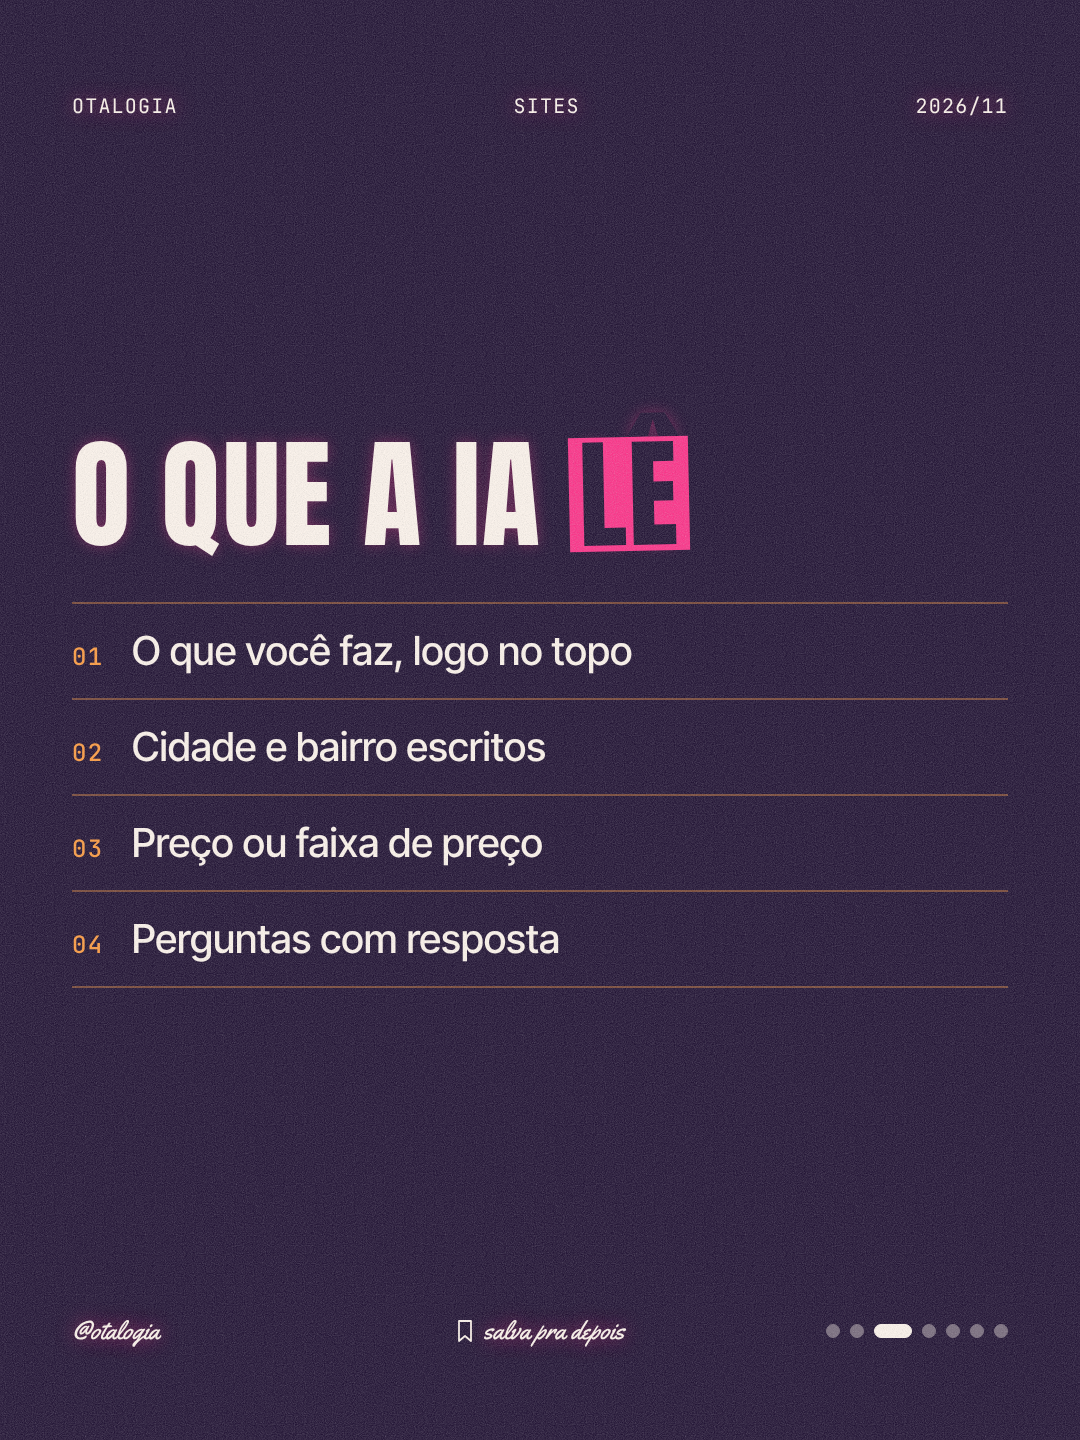 OTALOGIA
SITES
2026/11
O QUE A IA LÊ
01 O que você faz, logo no topo
02 Cidade e bairro escritos
03 Preço ou faixa de preço
04 Perguntas com resposta
@otalogia
salva pra depois